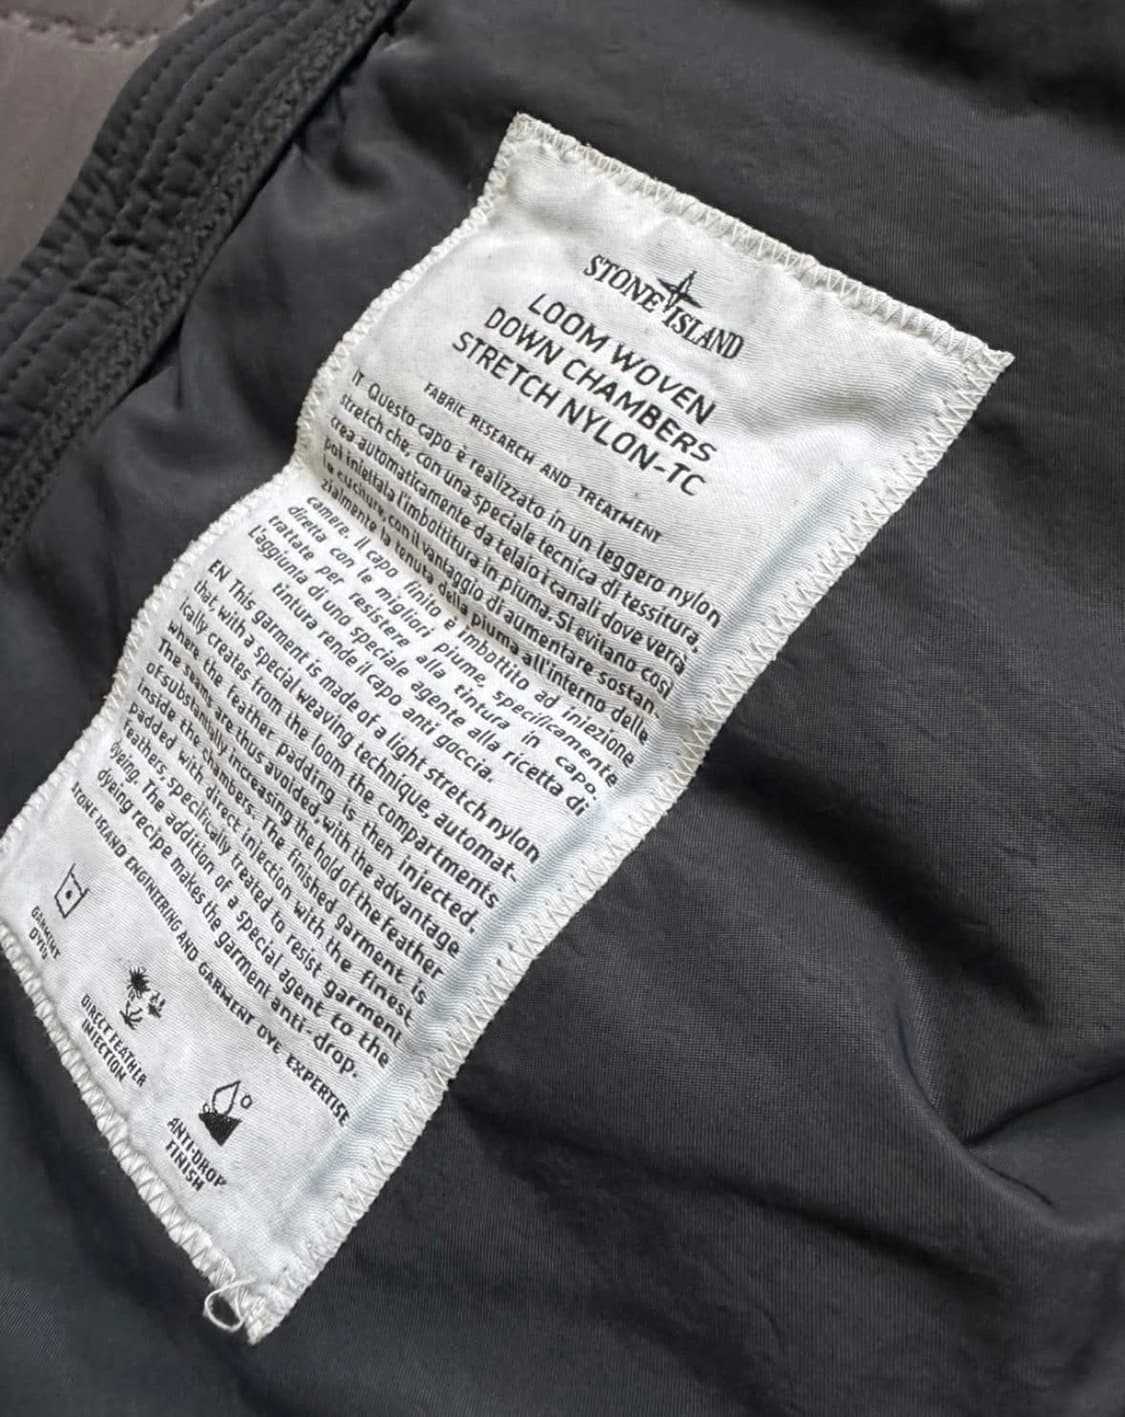 STONE ISLAND
LOOM WOVEN
DOWN CHAMBERS
STRETCH NYLON-TC
FABRIC RESEARCH AND TREATMENT
IT Questo capo è realizzato in un leggero nylon
stretch che, con una speciale tecnica di tessitura,
crea automaticamente da telaio i canali dove verrà
poi iniettata l'imbottitura in piuma. Si evitano così
le cuciture, con il vantaggio di aumentare sostan-
zialmente la tenuta della piuma all'interno delle
camere. Il capo finito è imbottito ad iniezione
diretta con le migliori piume, specificamente
trattate per resistere alla tintura in capo.
L'aggiunta di uno speciale agente alla ricetta di
tintura rende il capo anti goccia.
EN This garment is made of a light stretch nylon
that, with a special weaving technique, automat-
ically creates from the loom the compartments
where the feather padding is then injected.
The seams are thus avoided, with the advantage
of substantially increasing the hold of the feather
inside the chambers. The finished garment is
padded with direct injection with the finest
feathers, specifically treated to resist garment
dyeing. The addition of a special agent to the
dyeing recipe makes the garment anti-drop.
STONE ISLAND ENGINEERING AND GARMENT DYE EXPERTISE
GARMENT
DYED
DIRECT FEATHER
INJECTION
ANTI-DROP
FINISH